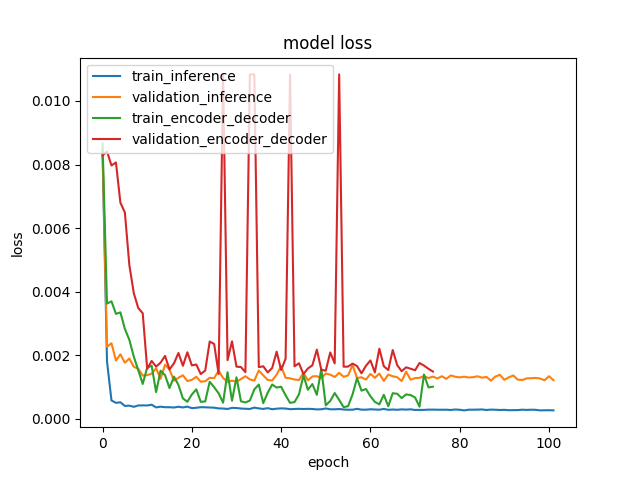 model loss
train_inference
validation_inference
train_encoder_decoder
validation_encoder_decoder
loss
0.010
0.008
0.006
0.004
0.002
0.000
0 20 40 60 80 100
epoch